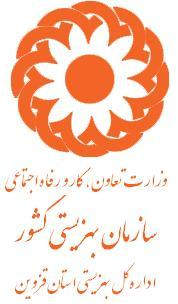 وزارت تعاون، کار و رفاه اجتماعی
سازمان بهزیستی کشور
اداره کل بهزیستی استان قزوین